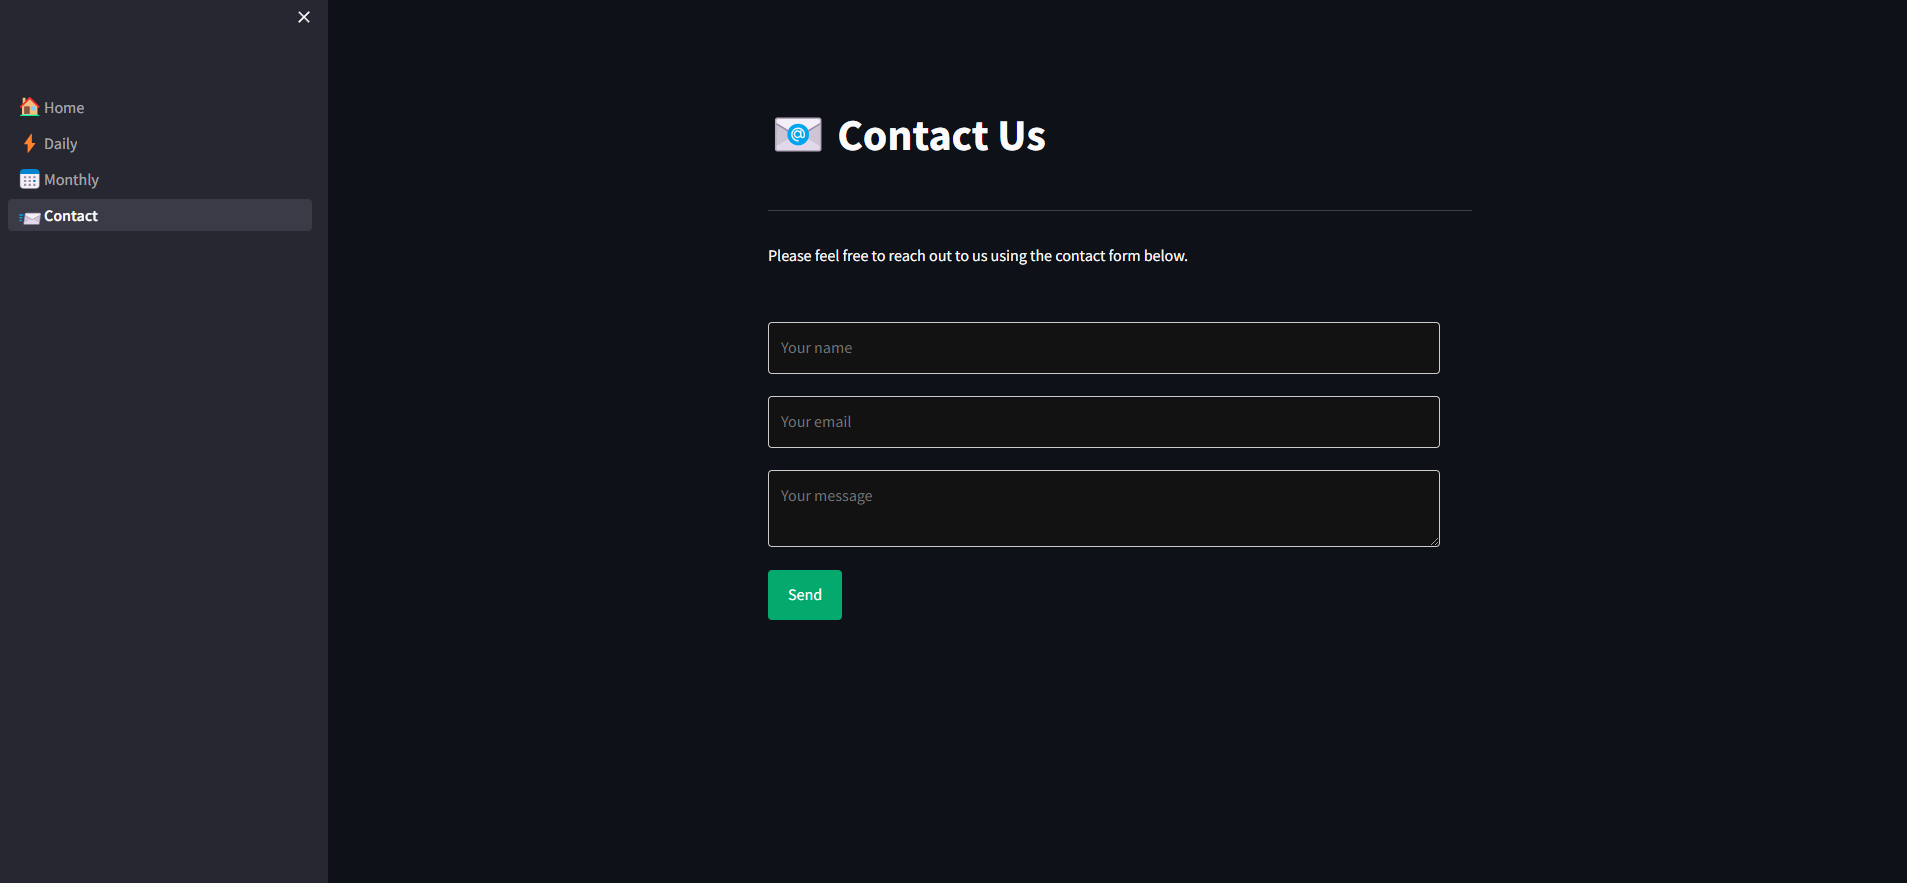 Home
Daily
Monthly
Contact
Contact Us
Please feel free to reach out to us using the contact form below.
Your name
Your email
Your message
Send